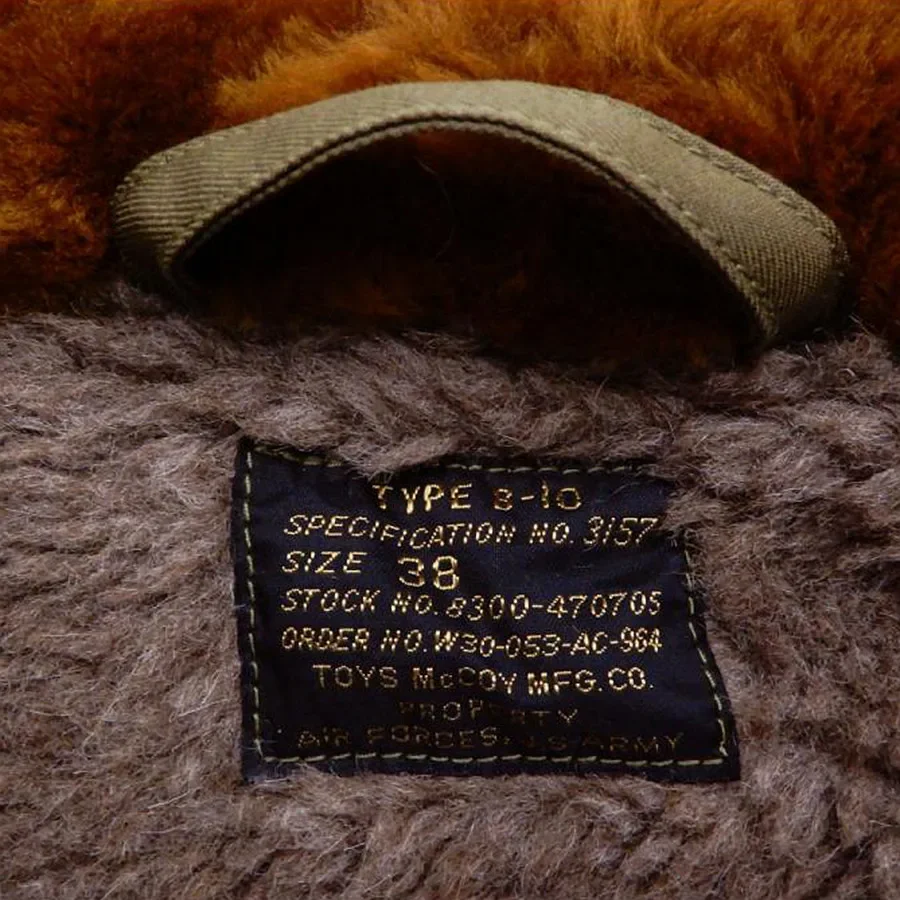 TYPE B-10
SPECIFICATION NO. 3157
SIZE 38
STOCK NO. 8300-470705
ORDER NO. W30-053-AC-964
TOYS McCOY MFG. CO.
PROPERTY
AIR FORCES, US ARMY